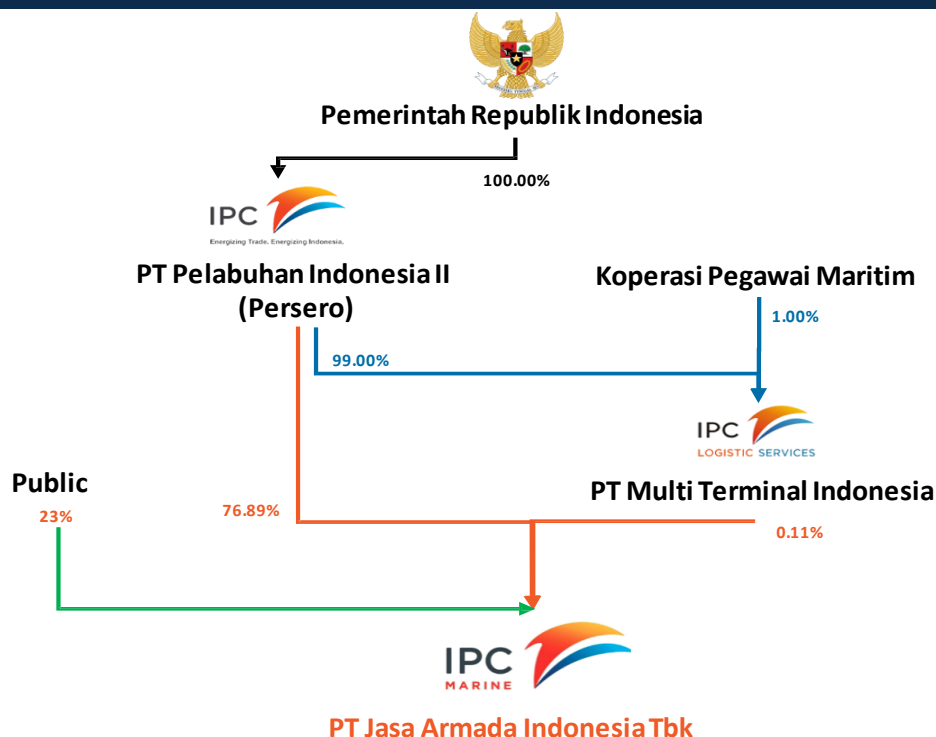 Pemerintah Republik Indonesia
100.00%
IPC
Energizing Trade. Energizing Indonesia.
PT Pelabuhan Indonesia II
(Persero)
Koperasi Pegawai Maritim
1.00%
99.00%
IPC
LOGISTIC SERVICES
PT Multi Terminal Indonesia
Public
23%
76.89%
0.11%
IPC
MARINE
PT Jasa Armada Indonesia Tbk